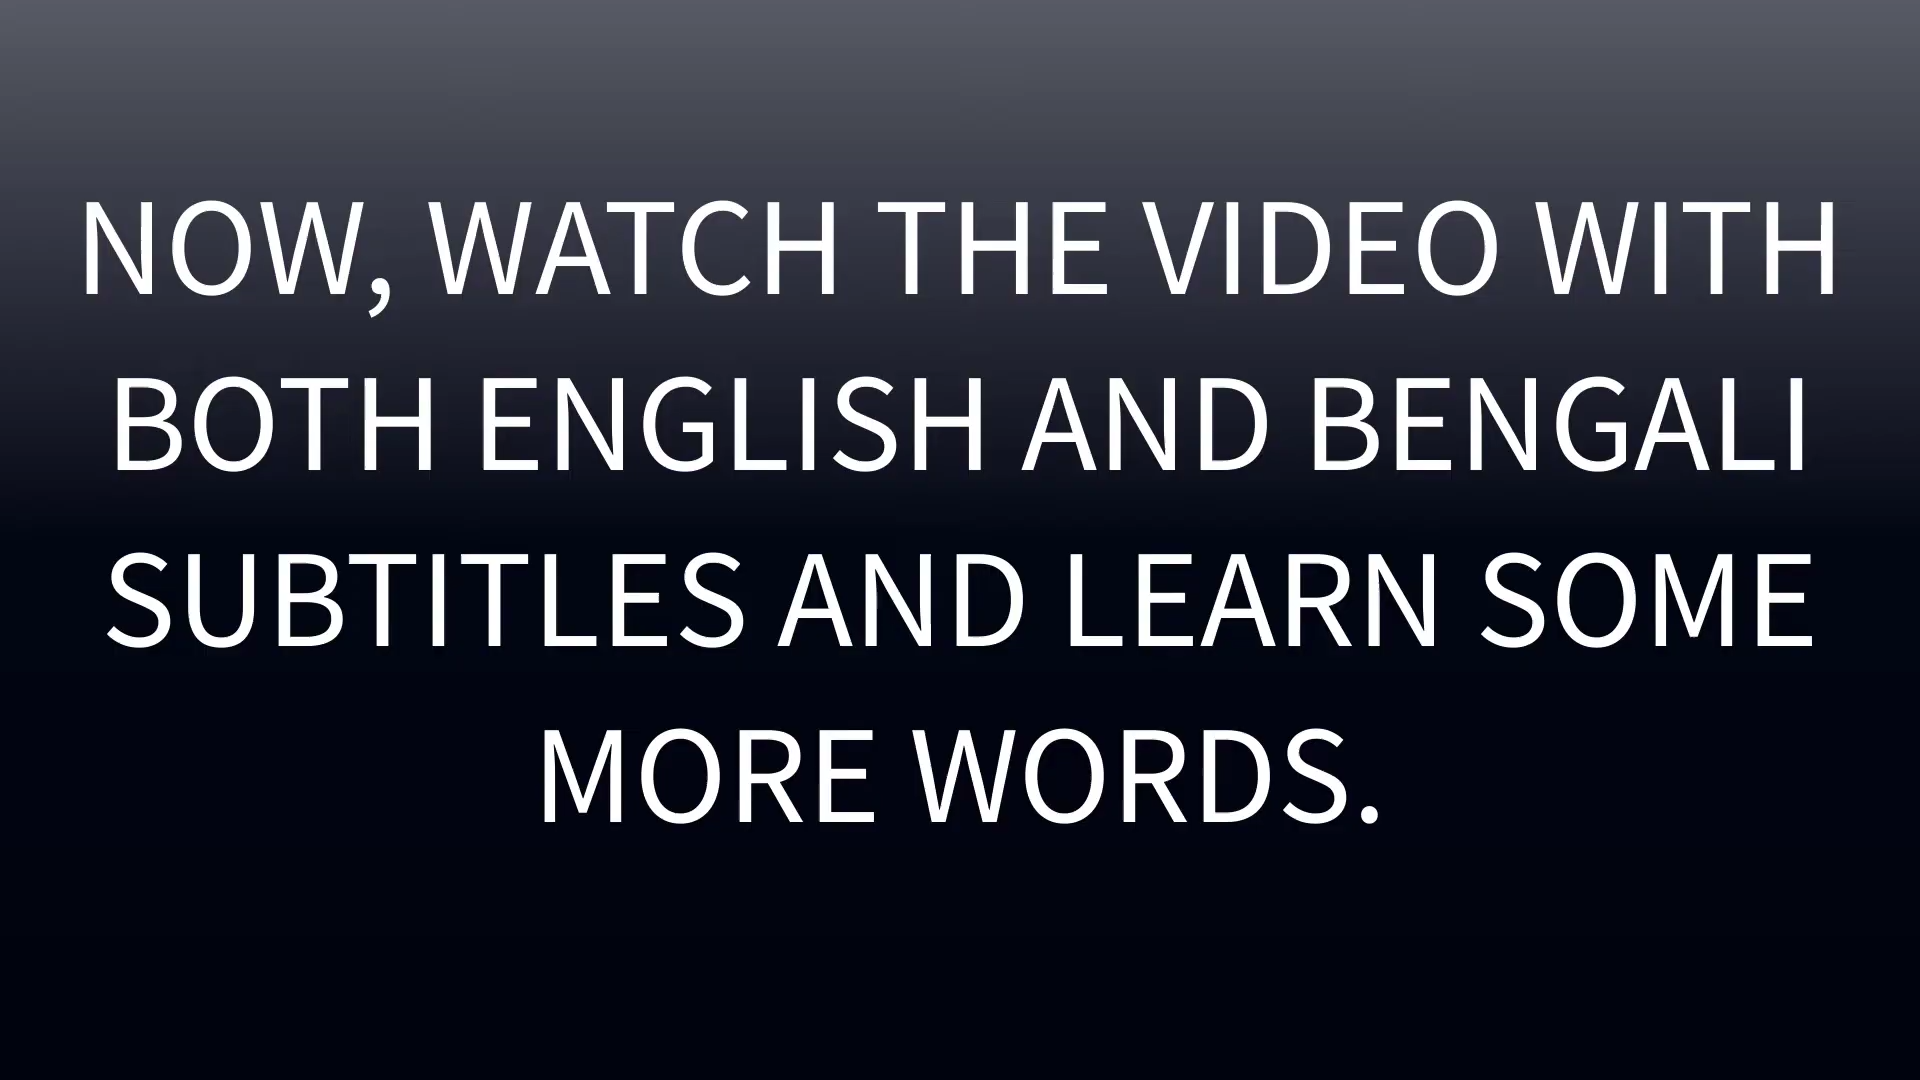 NOW, WATCH THE VIDEO WITH
BOTH ENGLISH AND BENGALI
SUBTITLES AND LEARN SOME
MORE WORDS.